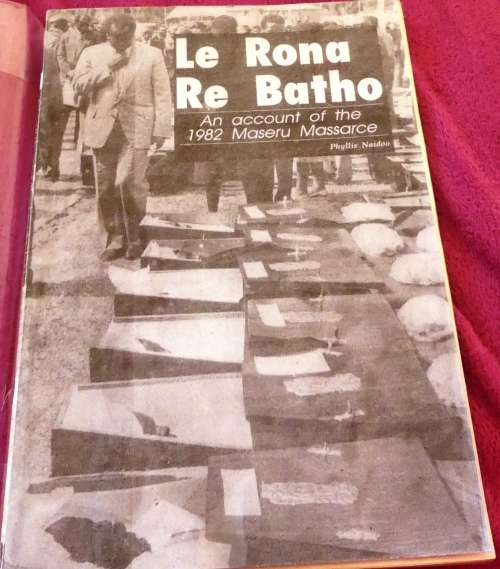 Le Rona
Re Batho
An account of the
1982 Maseru Massarce
Phyllis Naidoo